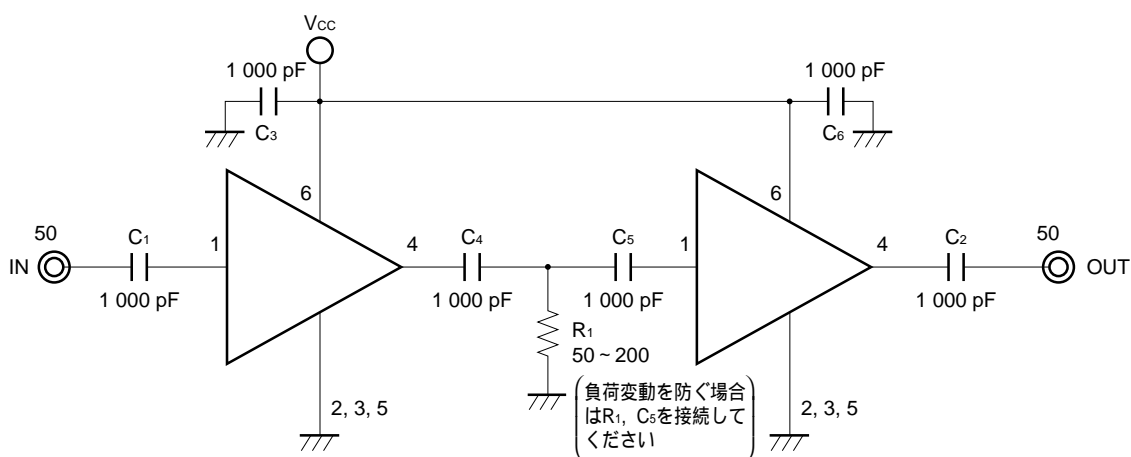 VCC
1 000 pF
C3
1 000 pF
C6
50
IN
C1
1 000 pF
1
6
4
2, 3, 5
C4
1 000 pF
R1
50~200
(負荷変動を防ぐ場合
はR1, C5を接続して
ください)
C5
1 000 pF
1
6
4
2, 3, 5
C2
1 000 pF
50
OUT